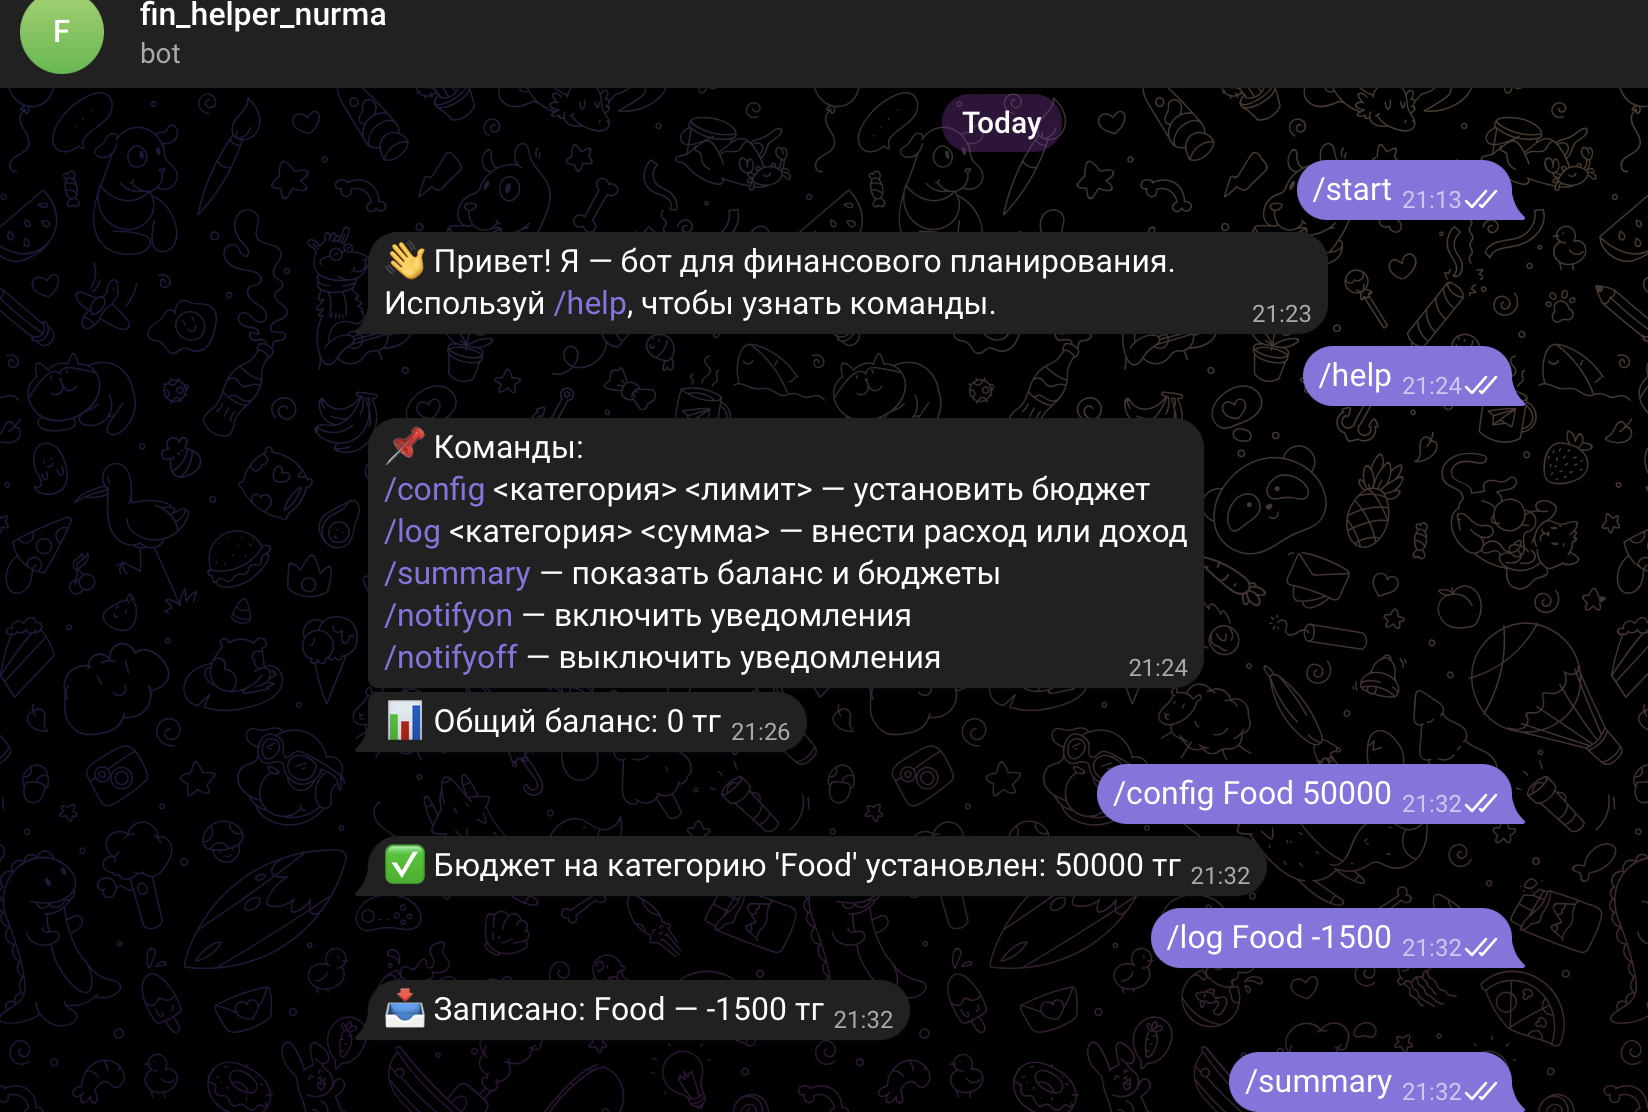 F
fin_helper_nurma
bot
Today
/start 21:13
👋 Привет! Я — бот для финансового планирования.
Используй /help, чтобы узнать команды.
21:23
/help 21:24
📌 Команды:
/config <категория> <лимит> — установить бюджет
/log <категория> <сумма> — внести расход или доход
/summary — показать баланс и бюджеты
/notifyon — включить уведомления
/notifyoff — выключить уведомления
21:24
📊 Общий баланс: 0 тг 21:26
/config Food 50000 21:32
✅ Бюджет на категорию 'Food' установлен: 50000 тг 21:32
/log Food -1500 21:32
📥 Записано: Food — -1500 тг 21:32
/summary 21:32